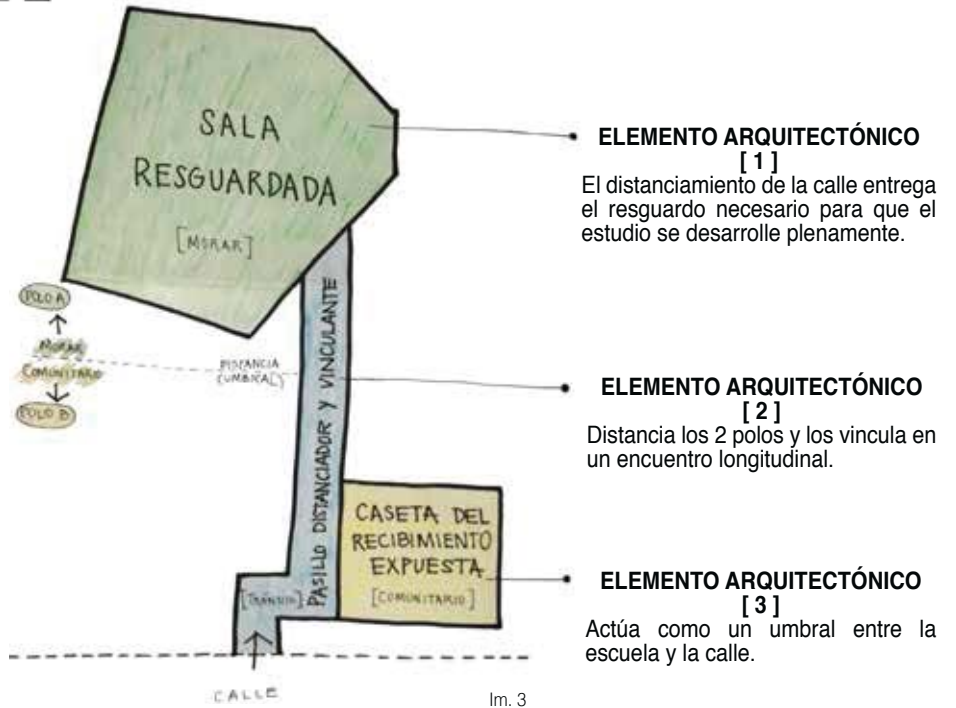 SALA
RESGUARDADA
[MORAR]
POLO A
MORAR
COMUNITARIO
POLO B
DISTANCIA
(UMBRAL)
PASILLO DISTANCIADOR Y VINCULANTE
CASETA DEL
RECIBIMIENTO
EXPUESTA
[COMUNITARIO]
[TRÁNSITO]
CALLE
ELEMENTO ARQUITECTÓNICO
[ 1 ]
El distanciamiento de la calle entrega
el resguardo necesario para que el
estudio se desarrolle plenamente.
ELEMENTO ARQUITECTÓNICO
[ 2 ]
Distancia los 2 polos y los vincula en
un encuentro longitudinal.
ELEMENTO ARQUITECTÓNICO
[ 3 ]
Actúa como un umbral entre la
escuela y la calle.
Im. 3